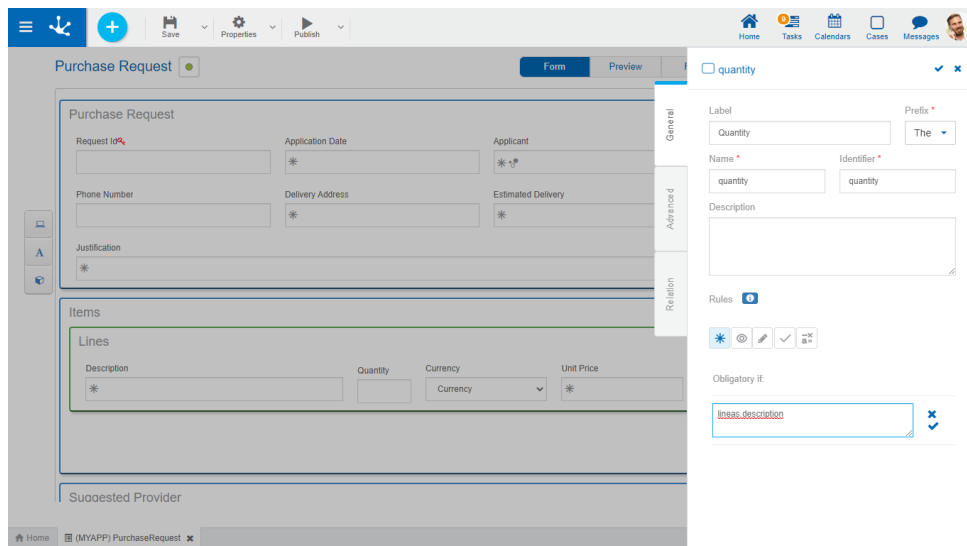 Save
Properties
Publish
Home
9
Tasks
Calendars
Cases
Messages
Purchase Request
Form
Preview
Purchase Request
Request Id
Application Date
Applicant
Phone Number
Delivery Address
Estimated Delivery
Justification
Items
Lines
Description
Quantity
Currency
Unit Price
Currency
Suggested Provider
General
Advanced
Relation
quantity
Label
Prefix *
Quantity
The
Name *
Identifier *
quantity
quantity
Description
Rules
Obligatory if:
lineas.description
Home
(MYAPP) PurchaseRequest